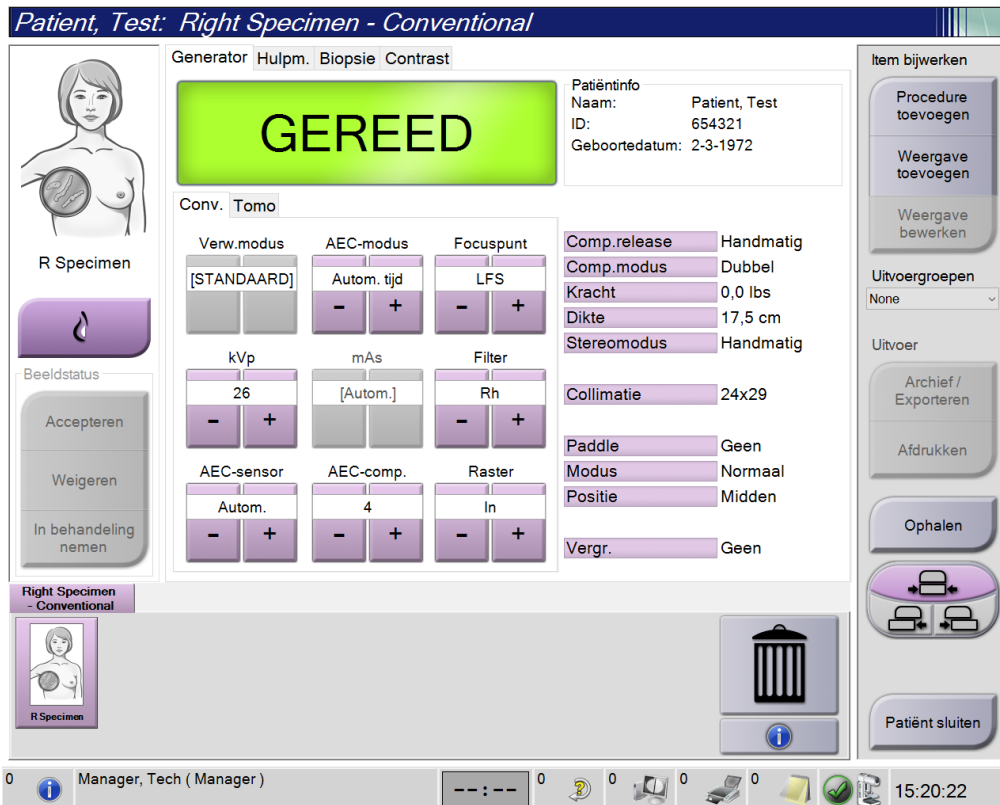 Patient, Test: Right Specimen - Conventional
Generator Hulpm. Biopsie Contrast
GEREED
Patiëntinfo
Naam: Patient, Test
ID: 654321
Geboortedatum: 2-3-1972
R Specimen
Beeldstatus
Accepteren
Weigeren
In behandeling
nemen
Conv. Tomo
Verw.modus AEC-modus Focuspunt
[STANDAARD] Autom. tijd LFS
- + - +
kVp mAs Filter
26 [Autom.] Rh
- + - +
AEC-sensor AEC-comp. Raster
Autom. 4 In
- + - + - +
Comp.release Handmatig
Comp.modus Dubbel
Kracht 0,0 lbs
Dikte 17,5 cm
Stereomodus Handmatig
Collimatie 24x29
Paddle Geen
Modus Normaal
Positie Midden
Vergr. Geen
Item bijwerken
Procedure
toevoegen
Weergave
toevoegen
Weergave
bewerken
Uitvoergroepen
None
Uitvoer
Archief /
Exporteren
Afdrukken
Ophalen
Patiënt sluiten
Right Specimen
- Conventional
R Specimen
0 Manager, Tech ( Manager ) --:-- 0 0 0 0 15:20:22